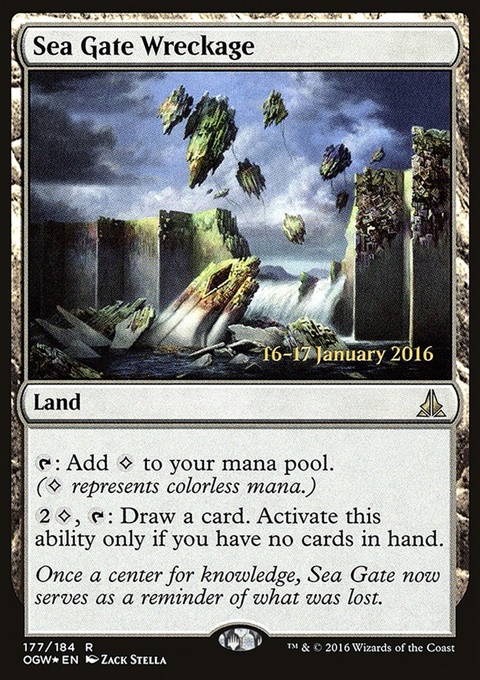 Sea Gate Wreckage
16–17 January 2016
Land
: Add ◇ to your mana pool.
(◇ represents colorless mana.)
2 ◇, : Draw a card. Activate this
ability only if you have no cards in hand.
Once a center for knowledge, Sea Gate now
serves as a reminder of what was lost.
177/184 R
OGW★EN Zack Stella
™ & © 2016 Wizards of the Coast